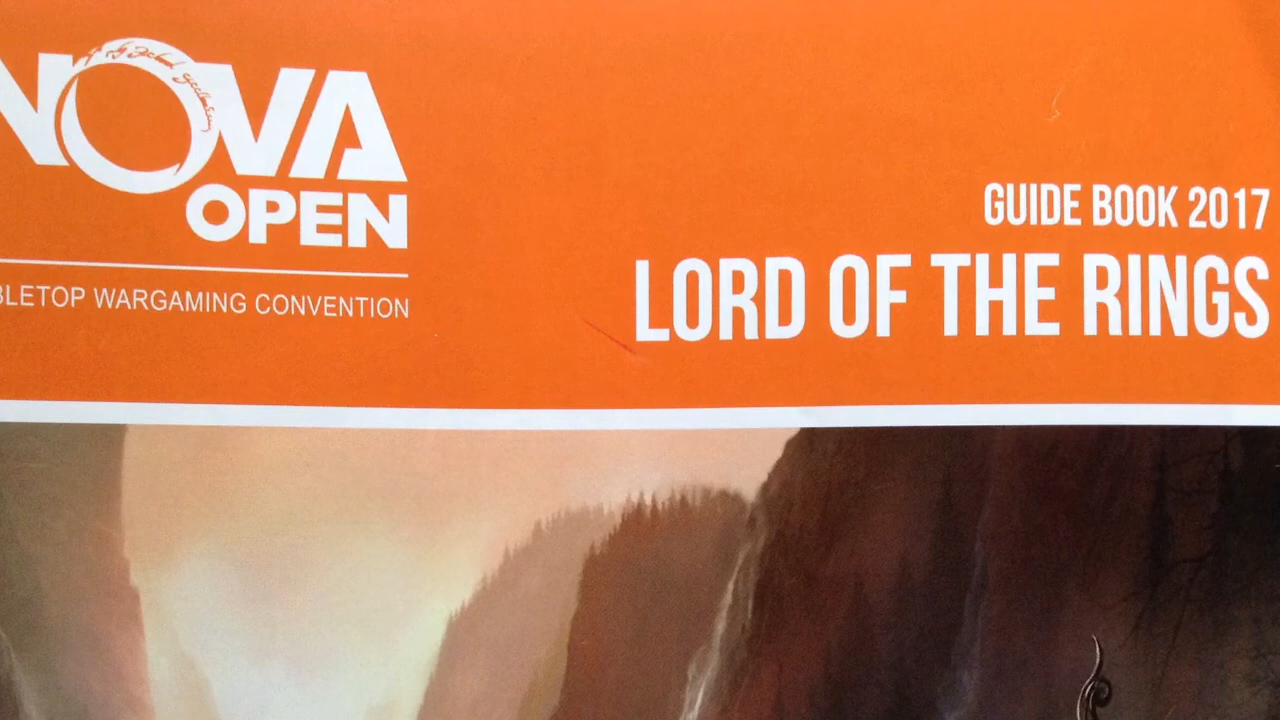 NOVA
OPEN
BLETOP WARGAMING CONVENTION
GUIDE BOOK 2017
LORD OF THE RINGS